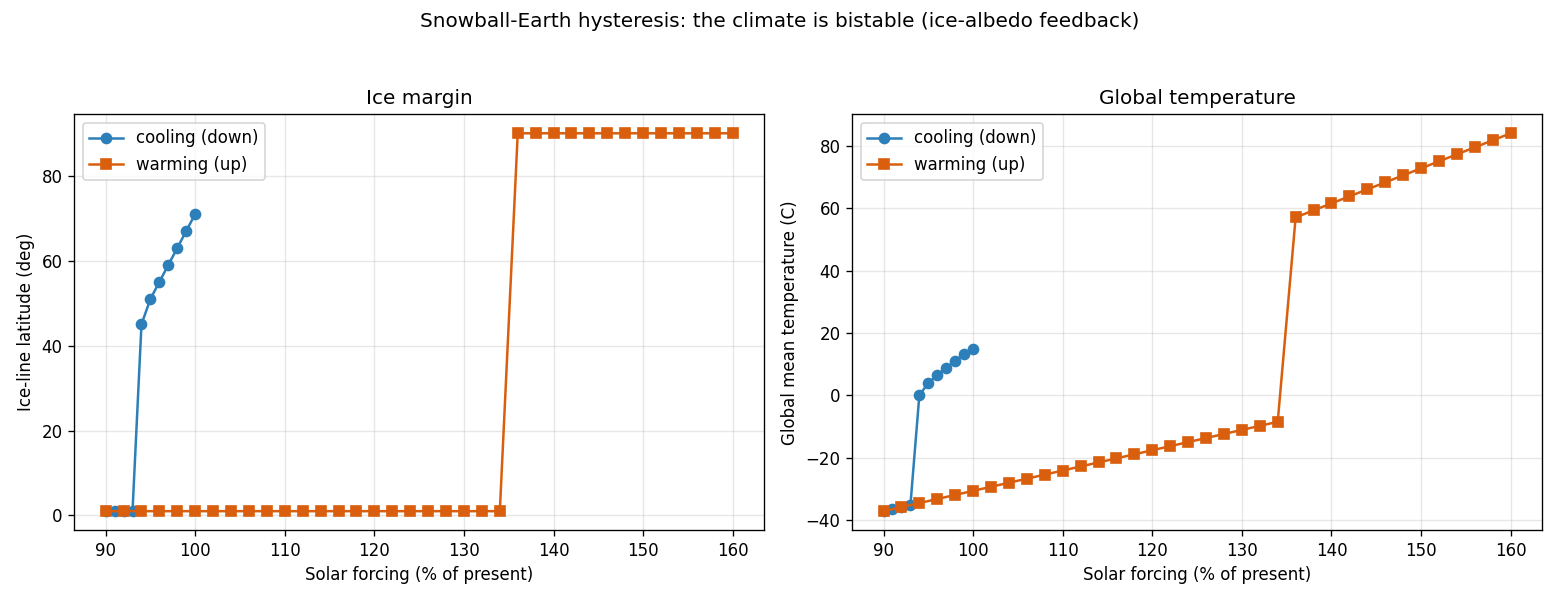 Snowball-Earth hysteresis: the climate is bistable (ice-albedo feedback)
Ice margin
cooling (down)
warming (up)
Ice-line latitude (deg)
80
60
40
20
0
90 100 110 120 130 140 150 160
Solar forcing (% of present)
Global temperature
cooling (down)
warming (up)
Global mean temperature (C)
80
60
40
20
0
−20
−40
90 100 110 120 130 140 150 160
Solar forcing (% of present)